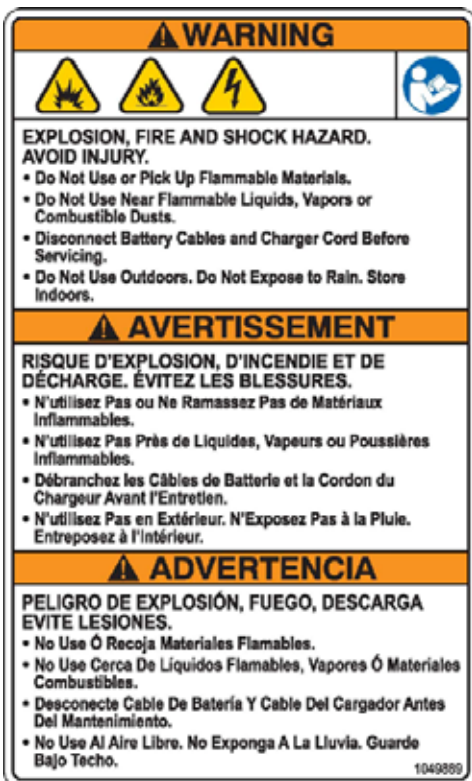 WARNING
EXPLOSION, FIRE AND SHOCK HAZARD.
AVOID INJURY.
• Do Not Use or Pick Up Flammable Materials.
• Do Not Use Near Flammable Liquids, Vapors or
Combustible Dusts.
• Disconnect Battery Cables and Charger Cord Before
Servicing.
• Do Not Use Outdoors. Do Not Expose to Rain. Store
Indoors.
AVERTISSEMENT
RISQUE D'EXPLOSION, D'INCENDIE ET DE
DÉCHARGE. ÉVITEZ LES BLESSURES.
• N'utilisez Pas ou Ne Ramassez Pas de Matériaux
Inflammables.
• N'utilisez Pas Près de Liquides, Vapeurs ou Poussières
Inflammables.
• Débranchez les Câbles de Batterie et la Cordon du
Chargeur Avant l'Entretien.
• N'utilisez Pas en Extérieur. N'Exposez Pas à la Pluie.
Entreposez à l'Intérieur.
ADVERTENCIA
PELIGRO DE EXPLOSIÓN, FUEGO, DESCARGA
EVITE LESIONES.
• No Use Ó Recoja Materiales Flamables.
• No Use Cerca De Líquidos Flamables, Vapores Ó Materiales
Combustibles.
• Desconecte Cable De Batería Y Cable Del Cargador Antes
Del Mantenimiento.
• No Use Al Aire Libre. No Exponga A La Lluvia. Guarde
Bajo Techo.
1049889